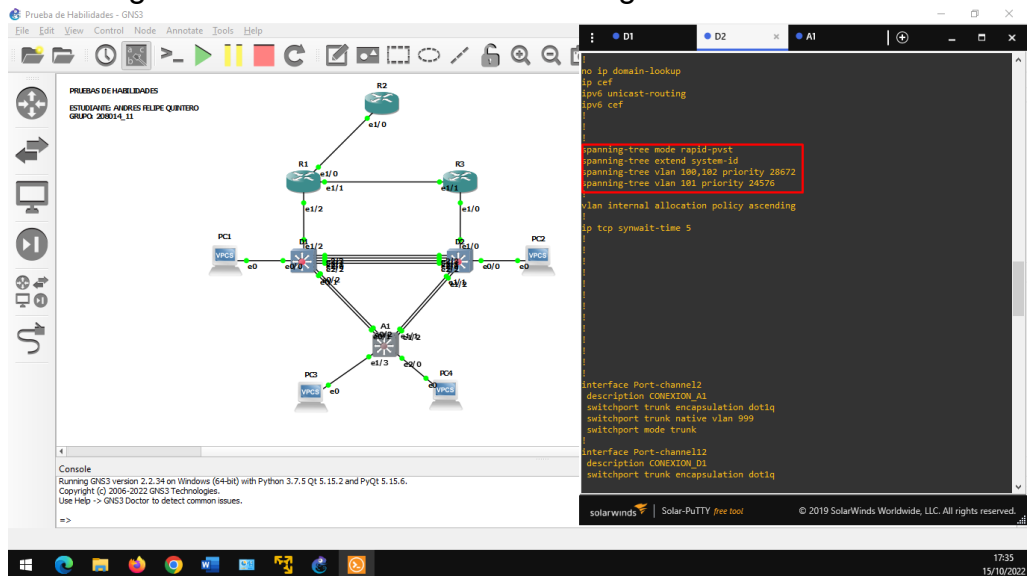 Prueba de Habilidades - GNS3
File Edit View Control Node Annotate Tools Help
PRUEBAS DE HABILIDADES
ESTUDIANTE: ANDRES FELIPE QUINTERO
GRUPO: 208014_11
R2
e1/0
R1
e1/0
e1/1
R3
e1/1
e1/2
e1/0
PC1
VPCS
e0
e1/2
D2
e1/0
PC2
VPCS
e0/0
e0
A1
e1/3
e2/0
PC3
VPCS
e0
PC4
VPCS
e0
Console
Running GNS3 version 2.2.34 on Windows (64-bit) with Python 3.7.5 Qt 5.15.2 and PyQt 5.15.6.
Copyright (c) 2006-2022 GNS3 Technologies.
Use Help -> GNS3 Doctor to detect common issues.
=>
D1
D2
A1
!
no ip domain-lookup
ip cef
ipv6 unicast-routing
ipv6 cef
!
!
!
spanning-tree mode rapid-pvst
spanning-tree extend system-id
spanning-tree vlan 100,102 priority 28672
spanning-tree vlan 101 priority 24576
!
vlan internal allocation policy ascending
!
ip tcp synwait-time 5
!
!
!
!
!
!
!
!
!
!
!
!
!
interface Port-channel2
description CONEXION_A1
switchport trunk encapsulation dot1q
switchport trunk native vlan 999
switchport mode trunk
!
interface Port-channel12
description CONEXION_D1
switchport trunk encapsulation dot1q
solarwinds Solar-PuTTY free tool © 2019 SolarWinds Worldwide, LLC. All rights reserved.
17:35
15/10/2022